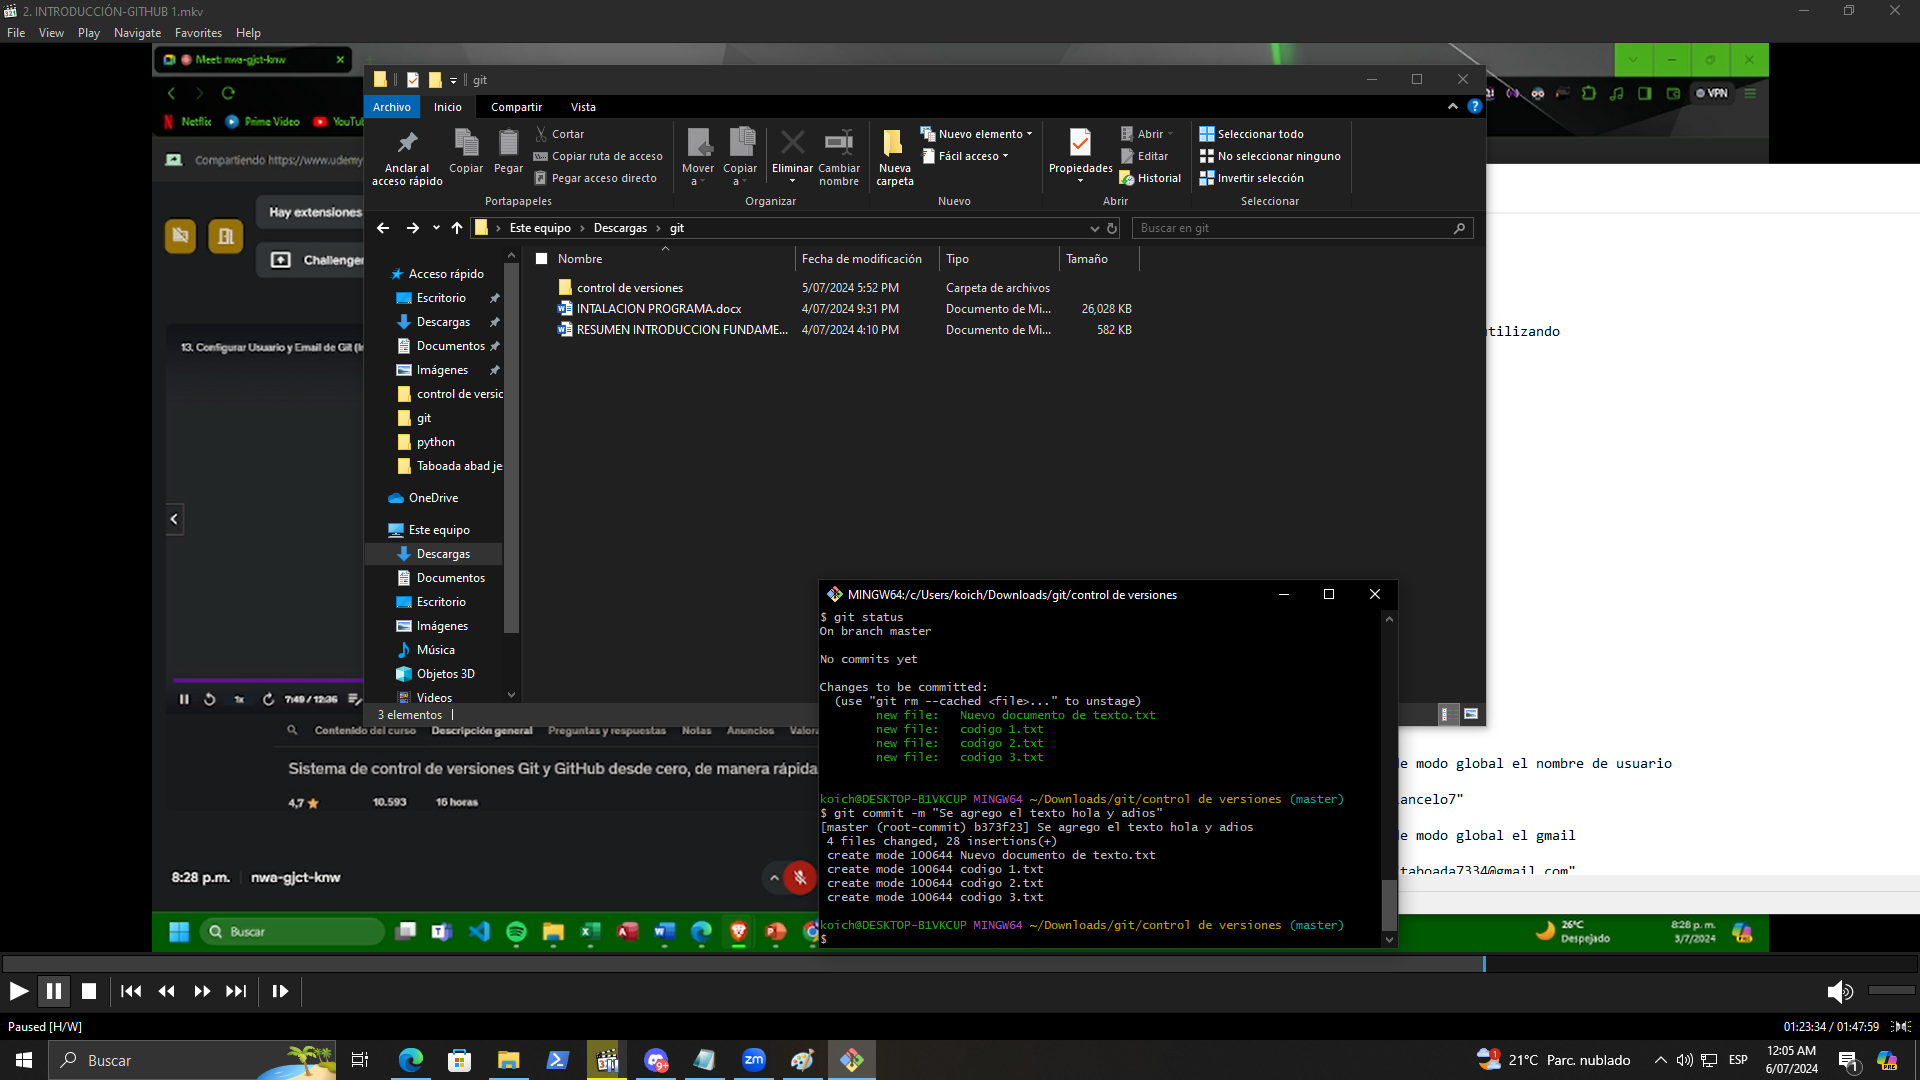 2. INTRODUCCIÓN-GITHUB 1.mkv
File View Play Navigate Favorites Help
Meet: nwa-gjct-knw
Netflix Prime Video YouTu
VPN
Compartiendo https://www.udemy
Hay extensiones
Challenger
13. Configurar Usuario y Email de Git (In
7:49 / 12:36
1x
git
Archivo Inicio Compartir Vista
Anclar al acceso rápido
Copiar
Pegar
Cortar
Copiar ruta de acceso
Pegar acceso directo
Portapapeles
Mover a
Copiar a
Eliminar
Cambiar nombre
Organizar
Nueva carpeta
Nuevo elemento
Fácil acceso
Nuevo
Propiedades
Abrir
Editar
Historial
Abrir
Seleccionar todo
No seleccionar ninguno
Invertir selección
Seleccionar
Este equipo Descargas git
Buscar en git
Nombre Fecha de modificación Tipo Tamaño
control de versiones 5/07/2024 5:52 PM Carpeta de archivos
INTALACION PROGRAMA.docx 4/07/2024 9:31 PM Documento de Mi... 26,028 KB
RESUMEN INTRODUCCION FUNDAME... 4/07/2024 4:10 PM Documento de Mi... 582 KB
Acceso rápido
Escritorio
Descargas
Documentos
Imágenes
control de versic
git
python
Taboada abad je
OneDrive
Este equipo
Descargas
Documentos
Escritorio
Imágenes
Música
Objetos 3D
Videos
3 elementos
utilizando
de modo global el nombre de usuario
ancelo7"
de modo global el gmail
taboada7334@gmail.com"
Contenido del curso Descripción general Preguntas y respuestas Notas Anuncios Valora
Sistema de control de versiones Git y GitHub desde cero, de manera rápida
4,7 10.593 16 horas
8:28 p.m. nwa-gjct-knw
Buscar
26°C
Despejado
8:28 p. m.
3/7/2024
MINGW64:/c/Users/koich/Downloads/git/control de versiones
$ git status
On branch master
No commits yet
Changes to be committed:
(use "git rm --cached <file>..." to unstage)
new file: Nuevo documento de texto.txt
new file: codigo 1.txt
new file: codigo 2.txt
new file: codigo 3.txt
koich@DESKTOP-B1VKCUP MINGW64 ~/Downloads/git/control de versiones (master)
$ git commit -m "Se agrego el texto hola y adios"
[master (root-commit) b373f23] Se agrego el texto hola y adios
4 files changed, 28 insertions(+)
create mode 100644 Nuevo documento de texto.txt
create mode 100644 codigo 1.txt
create mode 100644 codigo 2.txt
create mode 100644 codigo 3.txt
koich@DESKTOP-B1VKCUP MINGW64 ~/Downloads/git/control de versiones (master)
$
Paused [H/W]
01:23:34 / 01:47:59
Buscar
9+
zm
21°C Parc. nublado
ESP
12:05 AM
6/07/2024
1